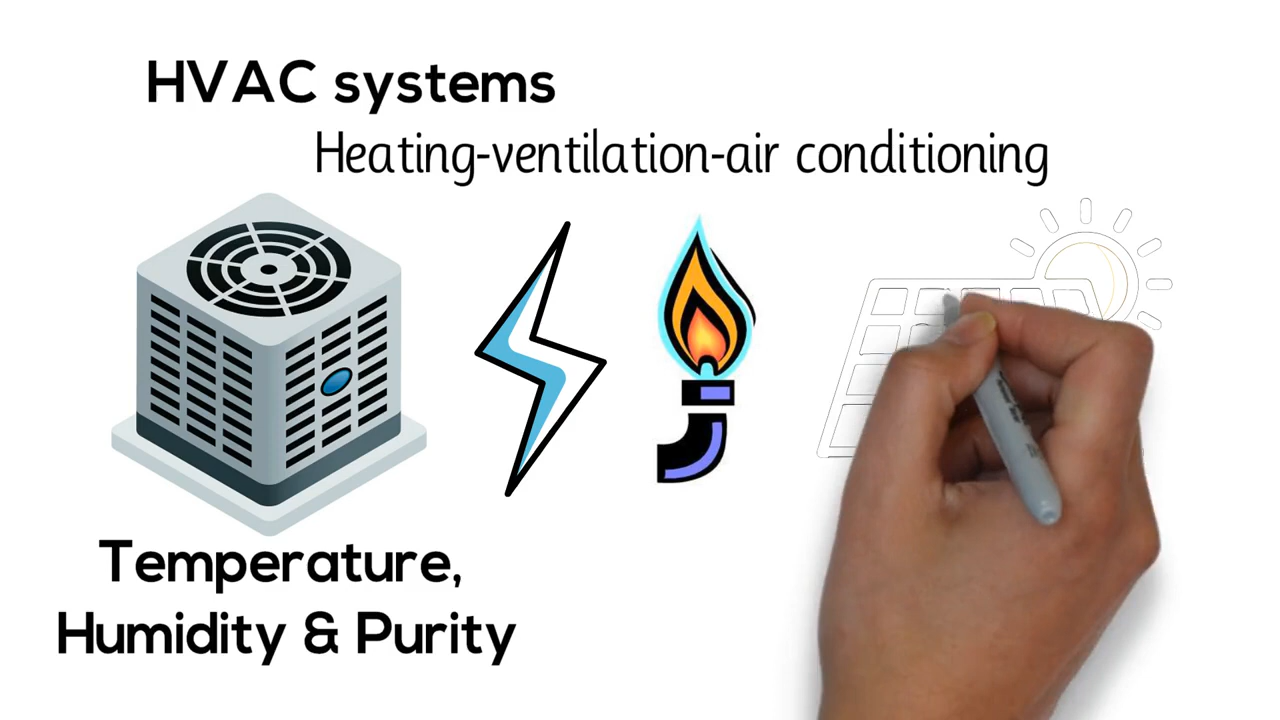 HVAC systems
Heating-ventilation-air conditioning
Temperature,
Humidity & Purity